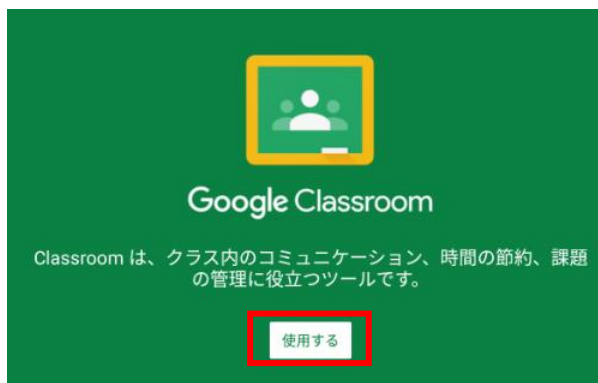 Google Classroom
Classroom は、クラス内のコミュニケーション、時間の節約、課題
の管理に役立つツールです。
使用する